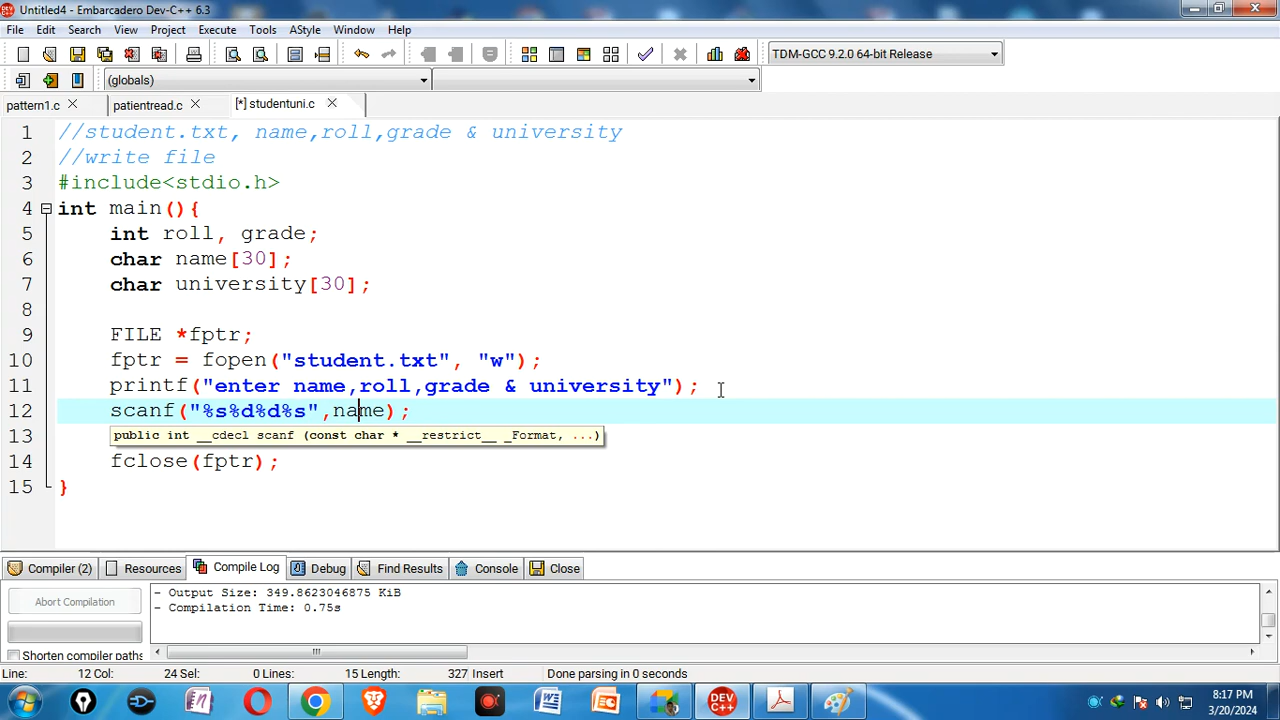 Untitled4 - Embarcadero Dev-C++ 6.3
File Edit Search View Project Execute Tools AStyle Window Help
TDM-GCC 9.2.0 64-bit Release
(globals)
pattern1.c patientread.c [*] studentuni.c
1 //student.txt, name,roll,grade & university
2 //write file
3 #include<stdio.h>
4 int main(){
5 int roll, grade;
6 char name[30];
7 char university[30];
8
9 FILE *fptr;
10 fptr = fopen("student.txt", "w");
11 printf("enter name,roll,grade & university");
12 scanf("%s%d%d%s",name);
13 public int __cdecl scanf (const char * __restrict__ _Format, ...)
14 fclose(fptr);
15 }
Compiler (2) Resources Compile Log Debug Find Results Console Close
Abort Compilation
- Output Size: 349.8623046875 KiB
- Compilation Time: 0.75s
Shorten compiler paths
Line: 12 Col: 24 Sel: 0 Lines: 15 Length: 327 Insert Done parsing in 0 seconds
8:17 PM
3/20/2024